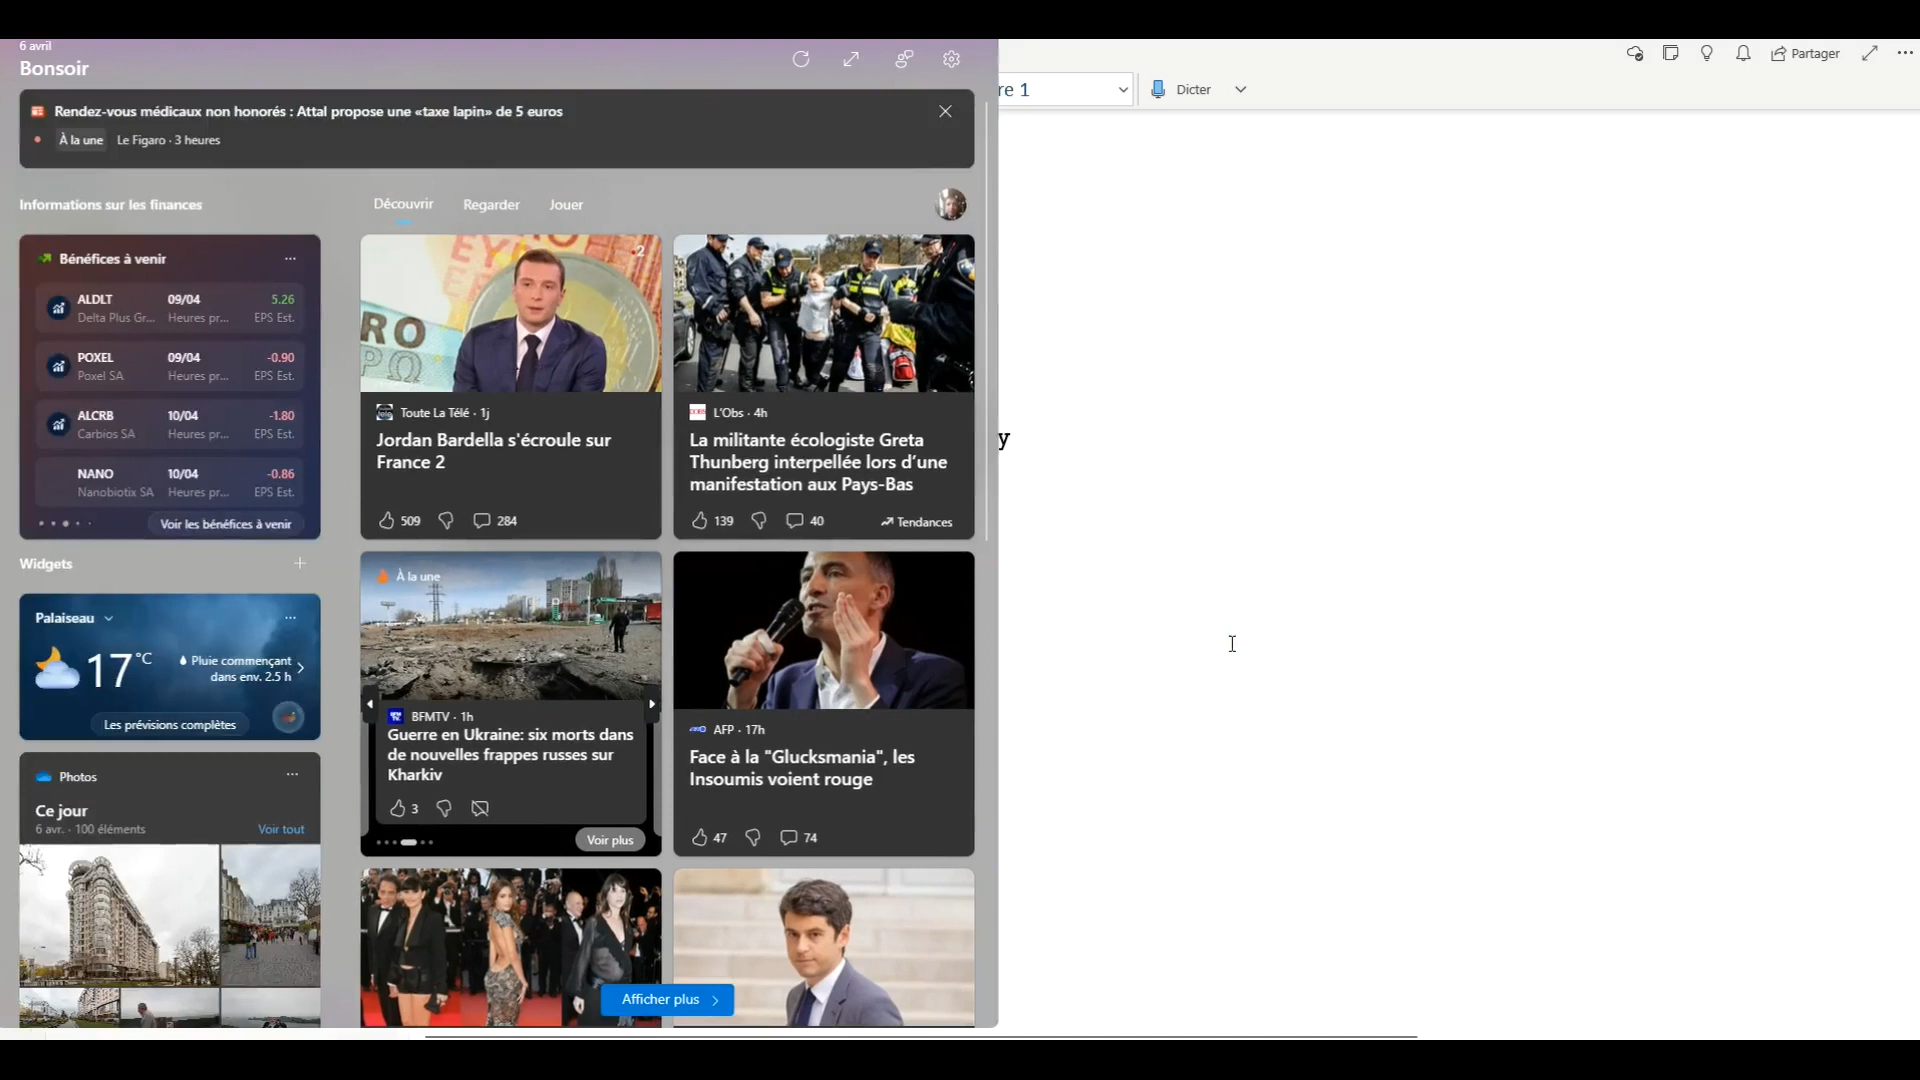 6 avril
Bonsoir
Partager
re 1
Dicter
Rendez-vous médicaux non honorés : Attal propose une «taxe lapin» de 5 euros
À la une Le Figaro · 3 heures
Informations sur les finances
Découvrir Regarder Jouer
Bénéfices à venir
ALDLT 09/04 5.26
Delta Plus Gr... Heures pr... EPS Est.
POXEL 09/04 -0.90
Poxel SA Heures pr... EPS Est.
ALCRB 10/04 -1.80
Carbios SA Heures pr... EPS Est.
NANO 10/04 -0.86
Nanobiotix SA Heures pr... EPS Est.
Voir les bénéfices à venir
2
EURO
Toute La Télé · 1j
Jordan Bardella s'écroule sur
France 2
509 284
L'Obs · 4h
La militante écologiste Greta
Thunberg interpellée lors d'une
manifestation aux Pays-Bas
139 40 Tendances
y
Widgets
Palaiseau
17 °C
Pluie commençant
dans env. 2.5 h
Les prévisions complètes
Photos
Ce jour
6 avr. · 100 éléments Voir tout
À la une
BFMTV · 1h
Guerre en Ukraine: six morts dans
de nouvelles frappes russes sur
Kharkiv
3
Voir plus
AFP · 17h
Face à la "Glucksmania", les
Insoumis voient rouge
47 74
Afficher plus